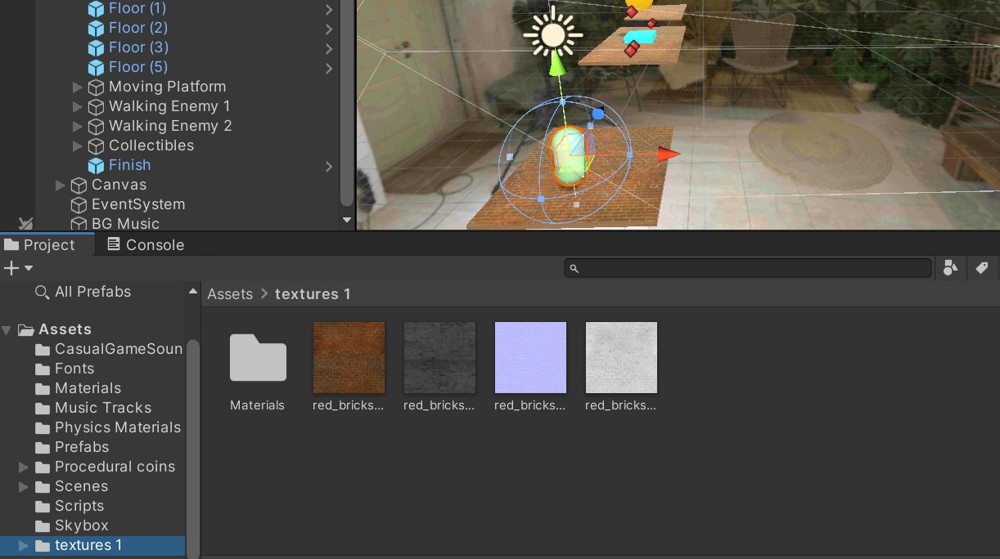 Floor (1)
Floor (2)
Floor (3)
Floor (5)
Moving Platform
Walking Enemy 1
Walking Enemy 2
Collectibles
Finish
Canvas
EventSystem
BG Music
Project
Console
All Prefabs
Assets > textures 1
Assets
CasualGameSoun
Fonts
Materials
Music Tracks
Physics Materials
Prefabs
Procedural coins
Scenes
Scripts
Skybox
textures 1
Materials
red_bricks...
red_bricks...
red_bricks...
red_bricks...